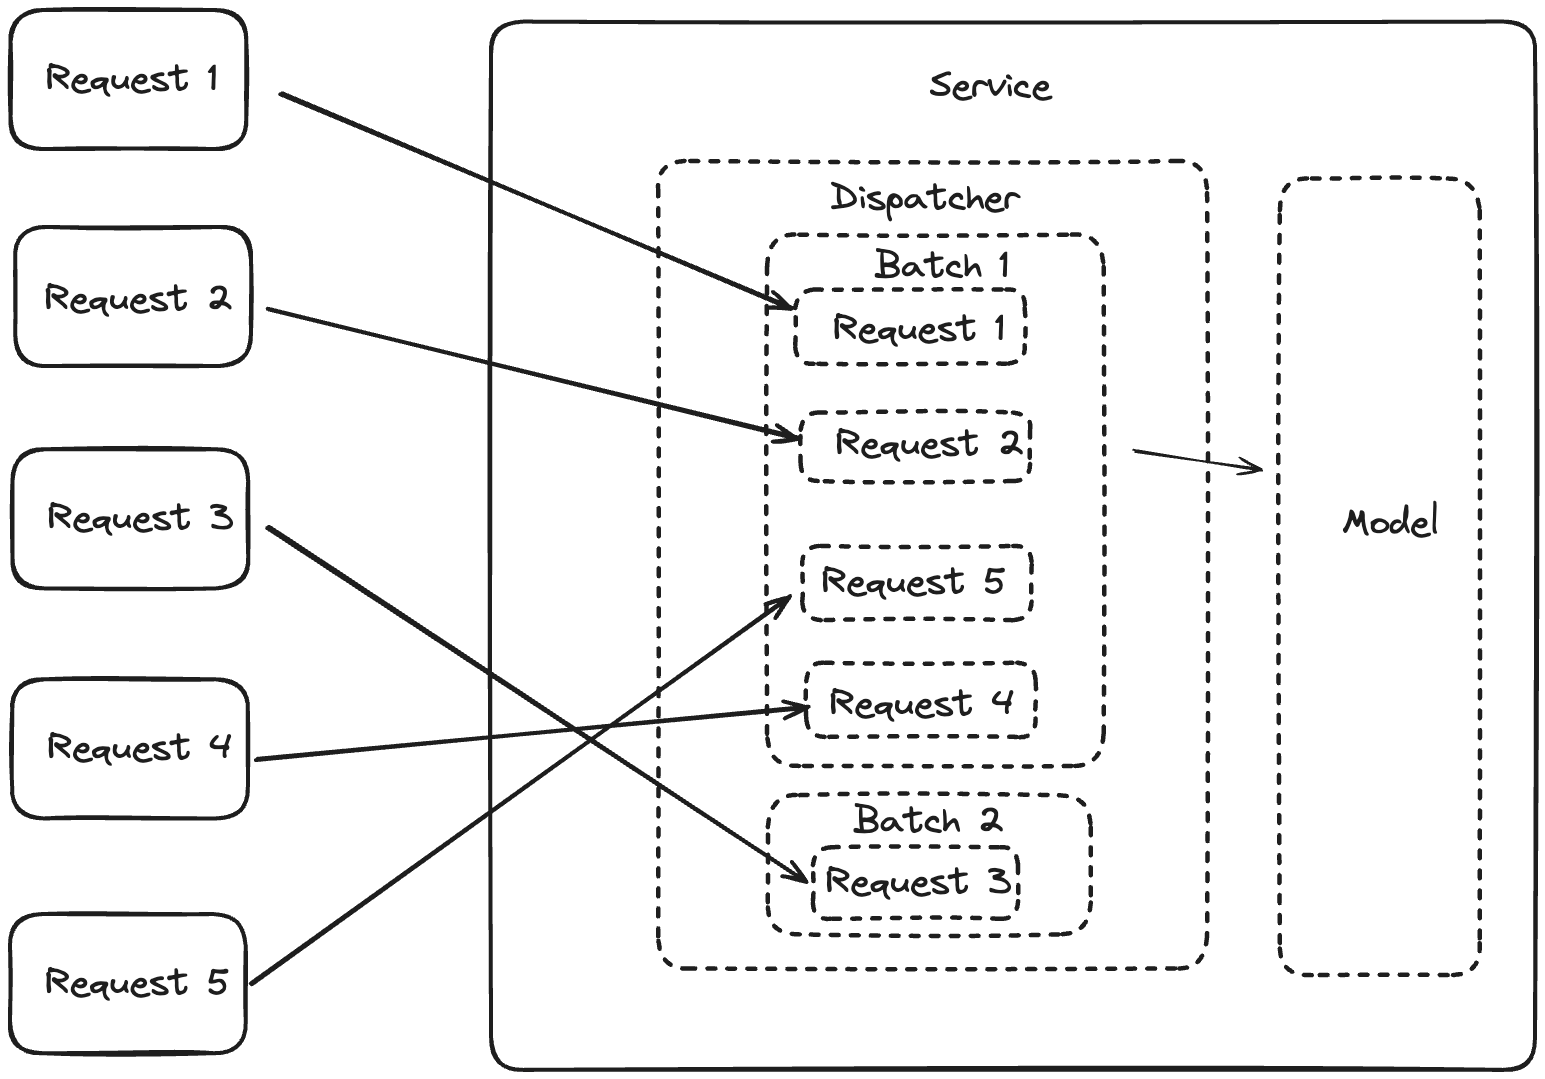 Request 1
Request 2
Request 3
Request 4
Request 5
Service
Dispatcher
Batch 1
Request 1
Request 2
Request 5
Request 4
Batch 2
Request 3
Model